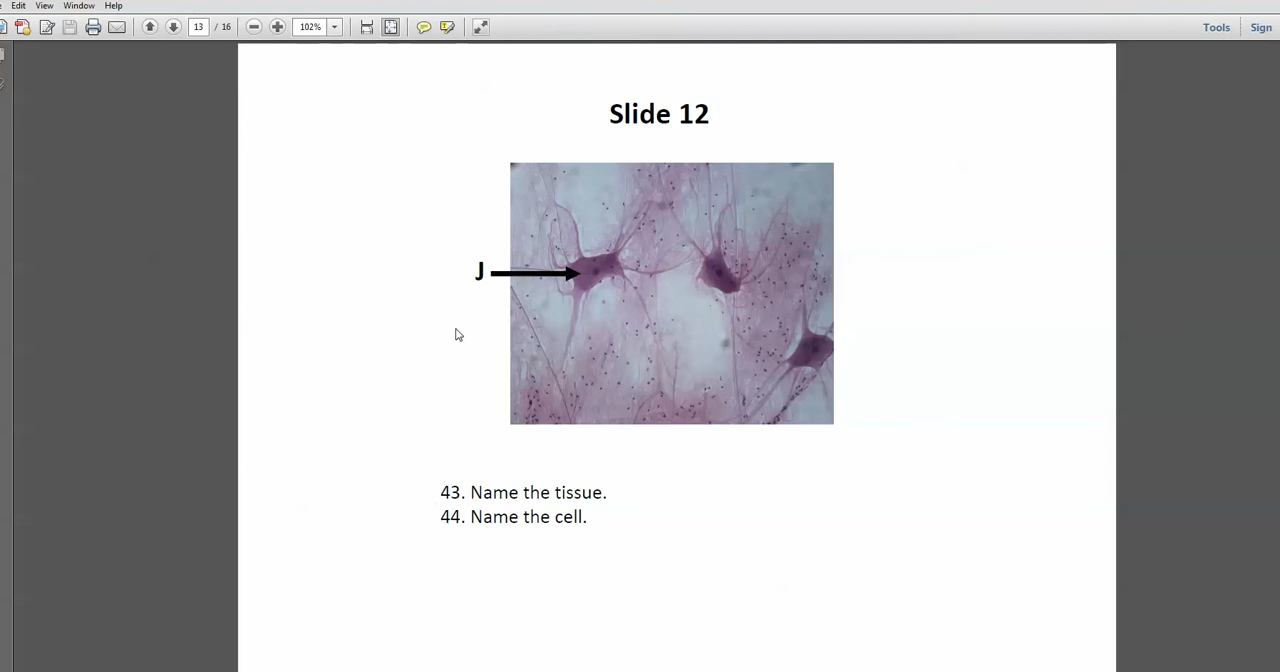 Edit View Window Help
13 / 16 102% Tools Sign
Slide 12
J
43. Name the tissue.
44. Name the cell.